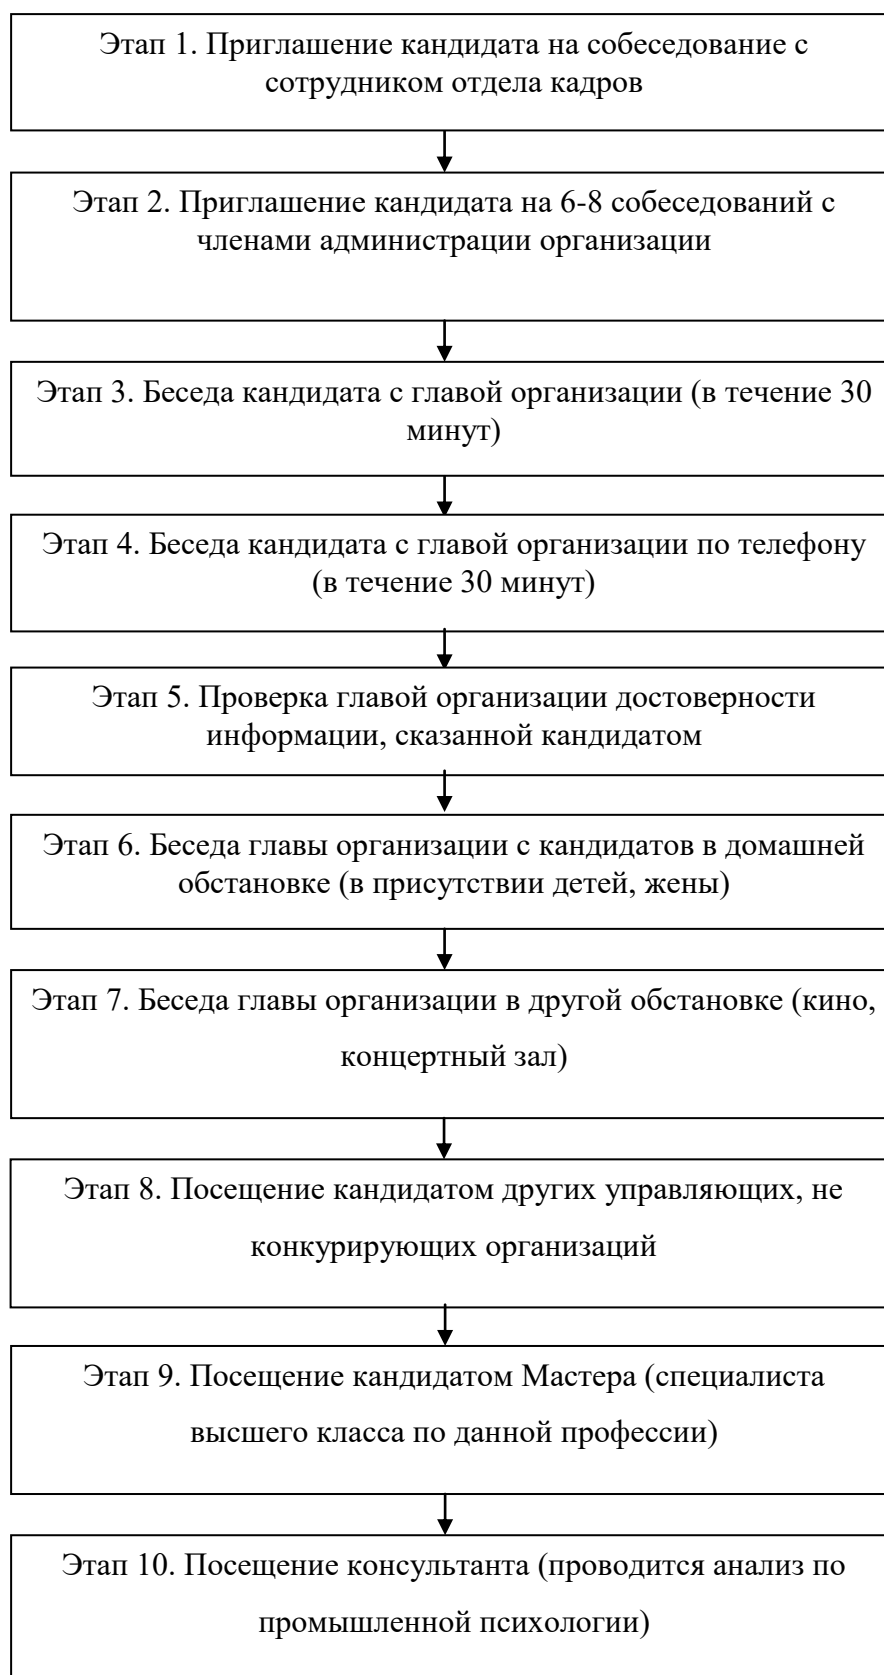 Этап 1. Приглашение кандидата на собеседование с
сотрудником отдела кадров
Этап 2. Приглашение кандидата на 6-8 собеседований с
членами администрации организации
Этап 3. Беседа кандидата с главой организации (в течение 30
минут)
Этап 4. Беседа кандидата с главой организации по телефону
(в течение 30 минут)
Этап 5. Проверка главой организации достоверности
информации, сказанной кандидатом
Этап 6. Беседа главы организации с кандидатов в домашней
обстановке (в присутствии детей, жены)
Этап 7. Беседа главы организации в другой обстановке (кино,
концертный зал)
Этап 8. Посещение кандидатом других управляющих, не
конкурирующих организаций
Этап 9. Посещение кандидатом Мастера (специалиста
высшего класса по данной профессии)
Этап 10. Посещение консультанта (проводится анализ по
промышленной психологии)